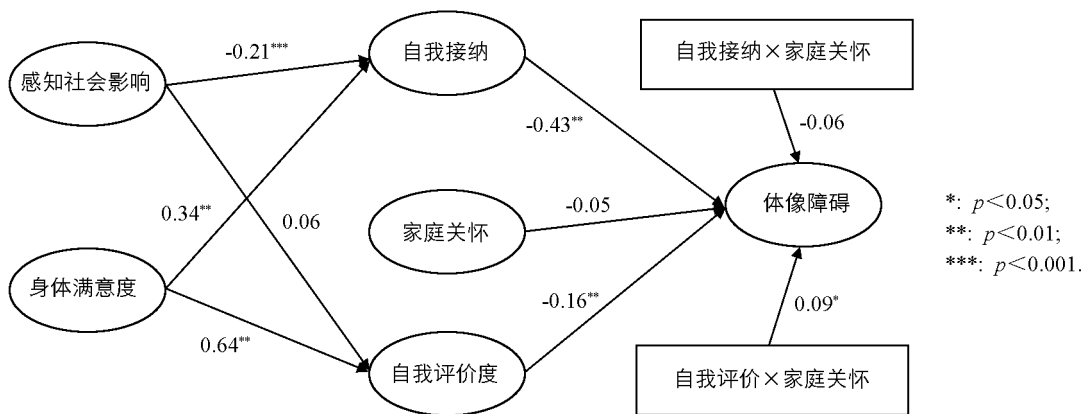 感知社会影响
-0.21***
自我接纳
自我接纳×家庭关怀
-0.43**
-0.06
0.34**
0.06
家庭关怀
-0.05
体像障碍
*: p<0.05;
**: p<0.01;
***: p<0.001.
身体满意度
-0.16**
0.09*
0.64**
自我评价度
自我评价×家庭关怀